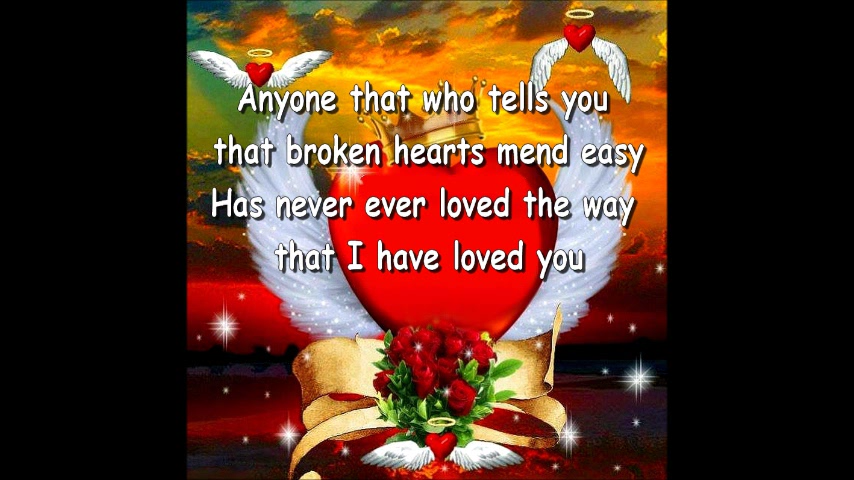 Anyone that who tells you
that broken hearts mend easy
Has never ever loved the way
that I have loved you